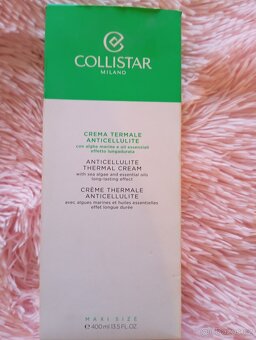 COLLISTAR
MILANO
CREMA TERMALE
ANTICELLULITE
con alghe marine e oli essenziali
effetto lungadurata
ANTICELLULITE
THERMAL CREAM
with sea algae and essential oils
long-lasting effect
CRÈME THERMALE
ANTICELLULITE
avec algues marines et huiles essentielles
effet longue durée
MAXI SIZE
e 400 ml 13.5 FL. OZ.